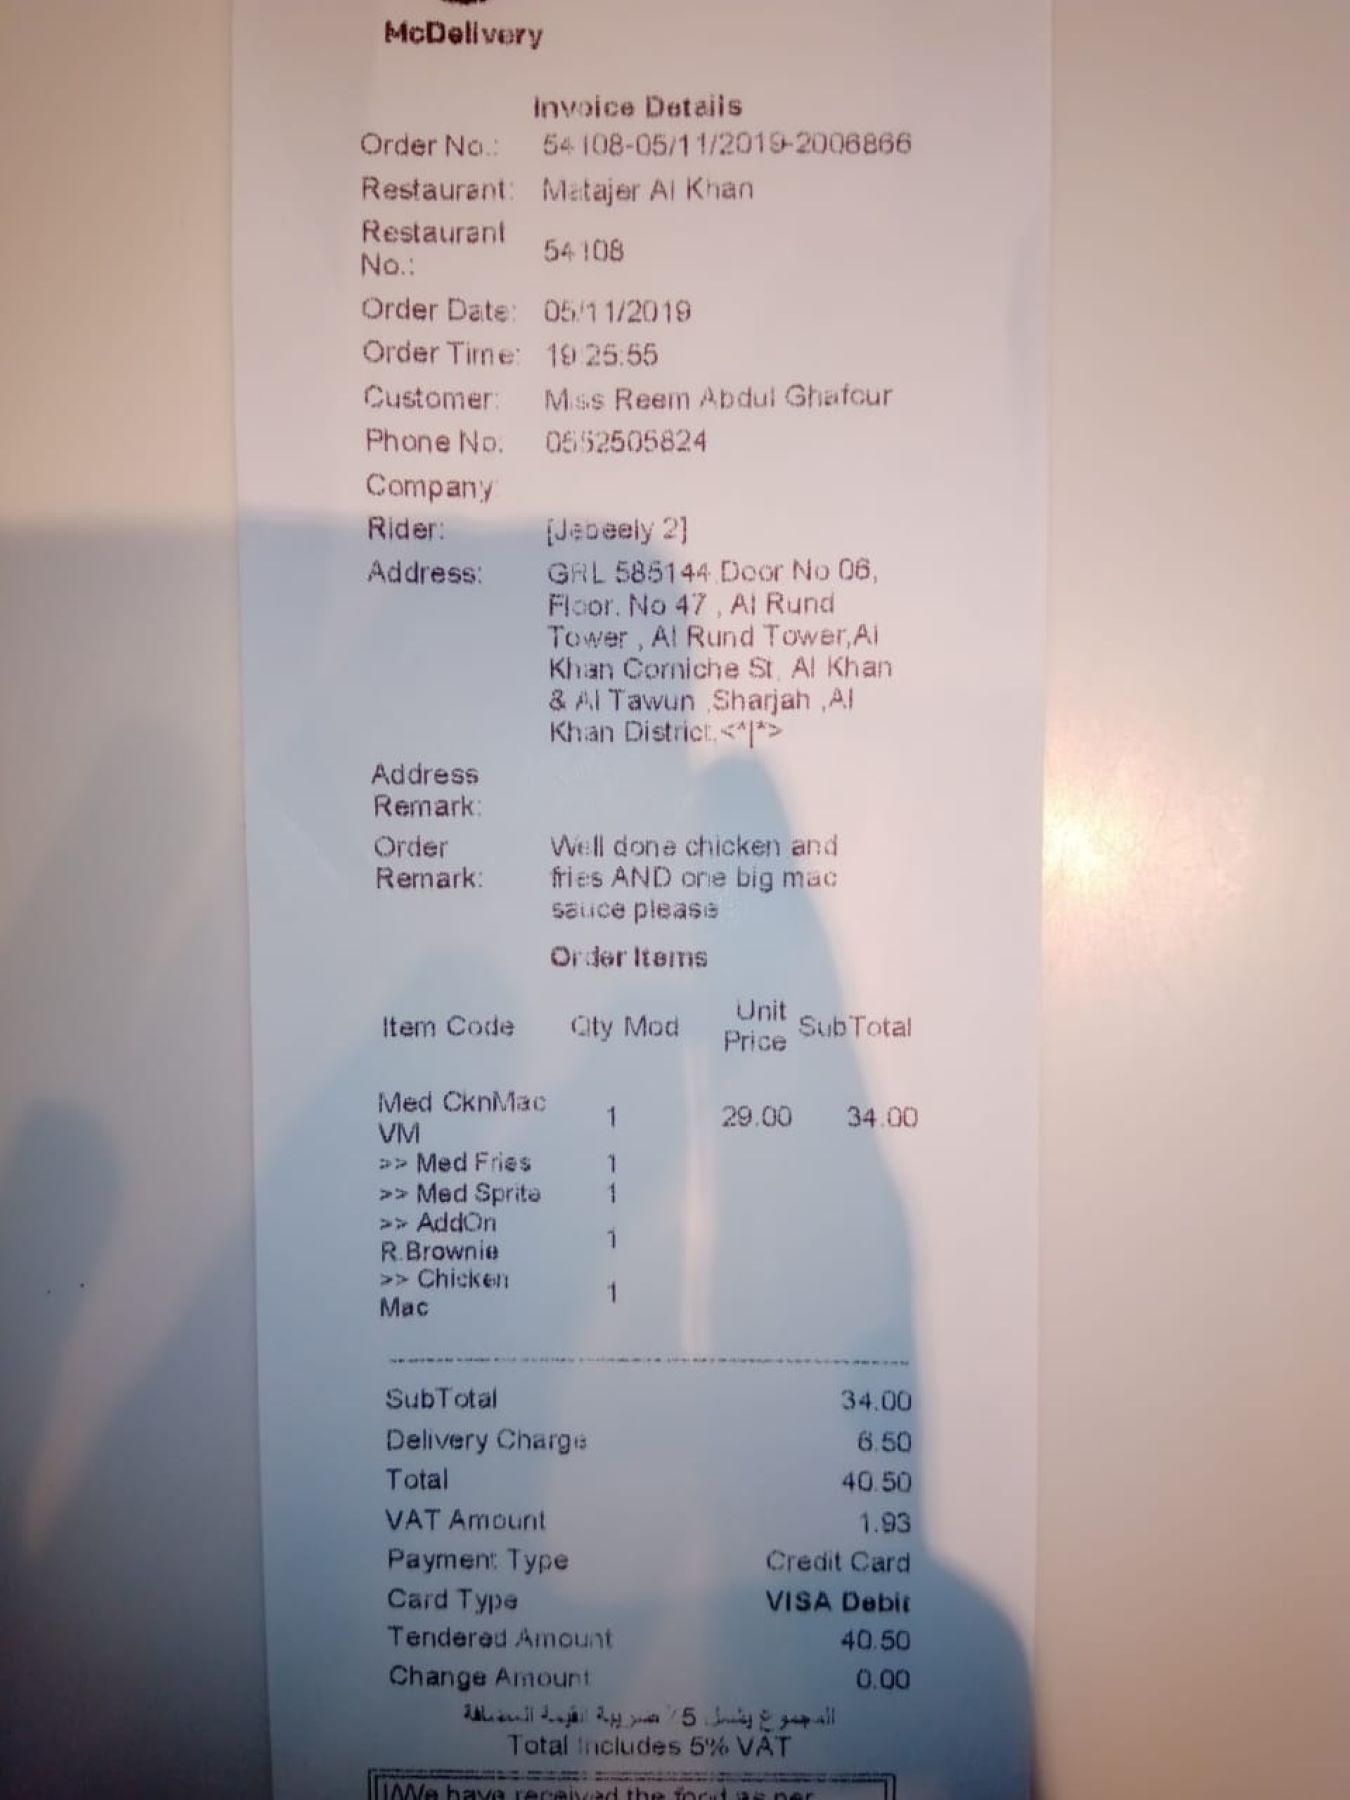 McDelivery
Invoice Details
Order No.: 54108-05/11/2019-2006866
Restaurant: Matajer Al Khan
Restaurant No.: 54108
Order Date: 05/11/2019
Order Time: 19:25:55
Customer: Miss Reem Abdul Ghafour
Phone No: 0552505824
Company
Rider: [Jebeely 2]
Address: GRL 585144,Door No 06,
Floor. No 47 , Al Rund
Tower , Al Rund Tower,Al
Khan Corniche St, Al Khan
& Al Tawun ,Sharjah ,Al
Khan District,<*|*>
Address
Remark:
Order Remark: Well done chicken and
fries AND one big mac
sauce please
Order Items
Item Code Qty Mod Unit Price SubTotal
Med CknMac VM 1 29.00 34.00
>> Med Fries 1
>> Med Sprite 1
>> AddOn R.Brownie 1
>> Chicken Mac 1
SubTotal 34.00
Delivery Charge 6.50
Total 40.50
VAT Amount 1.93
Payment Type Credit Card
Card Type VISA Debit
Tendered Amount 40.50
Change Amount 0.00
المجموع يشمل 5٪ ضريبة القيمة المضافة
Total Includes 5% VAT
I/We have received the food as per